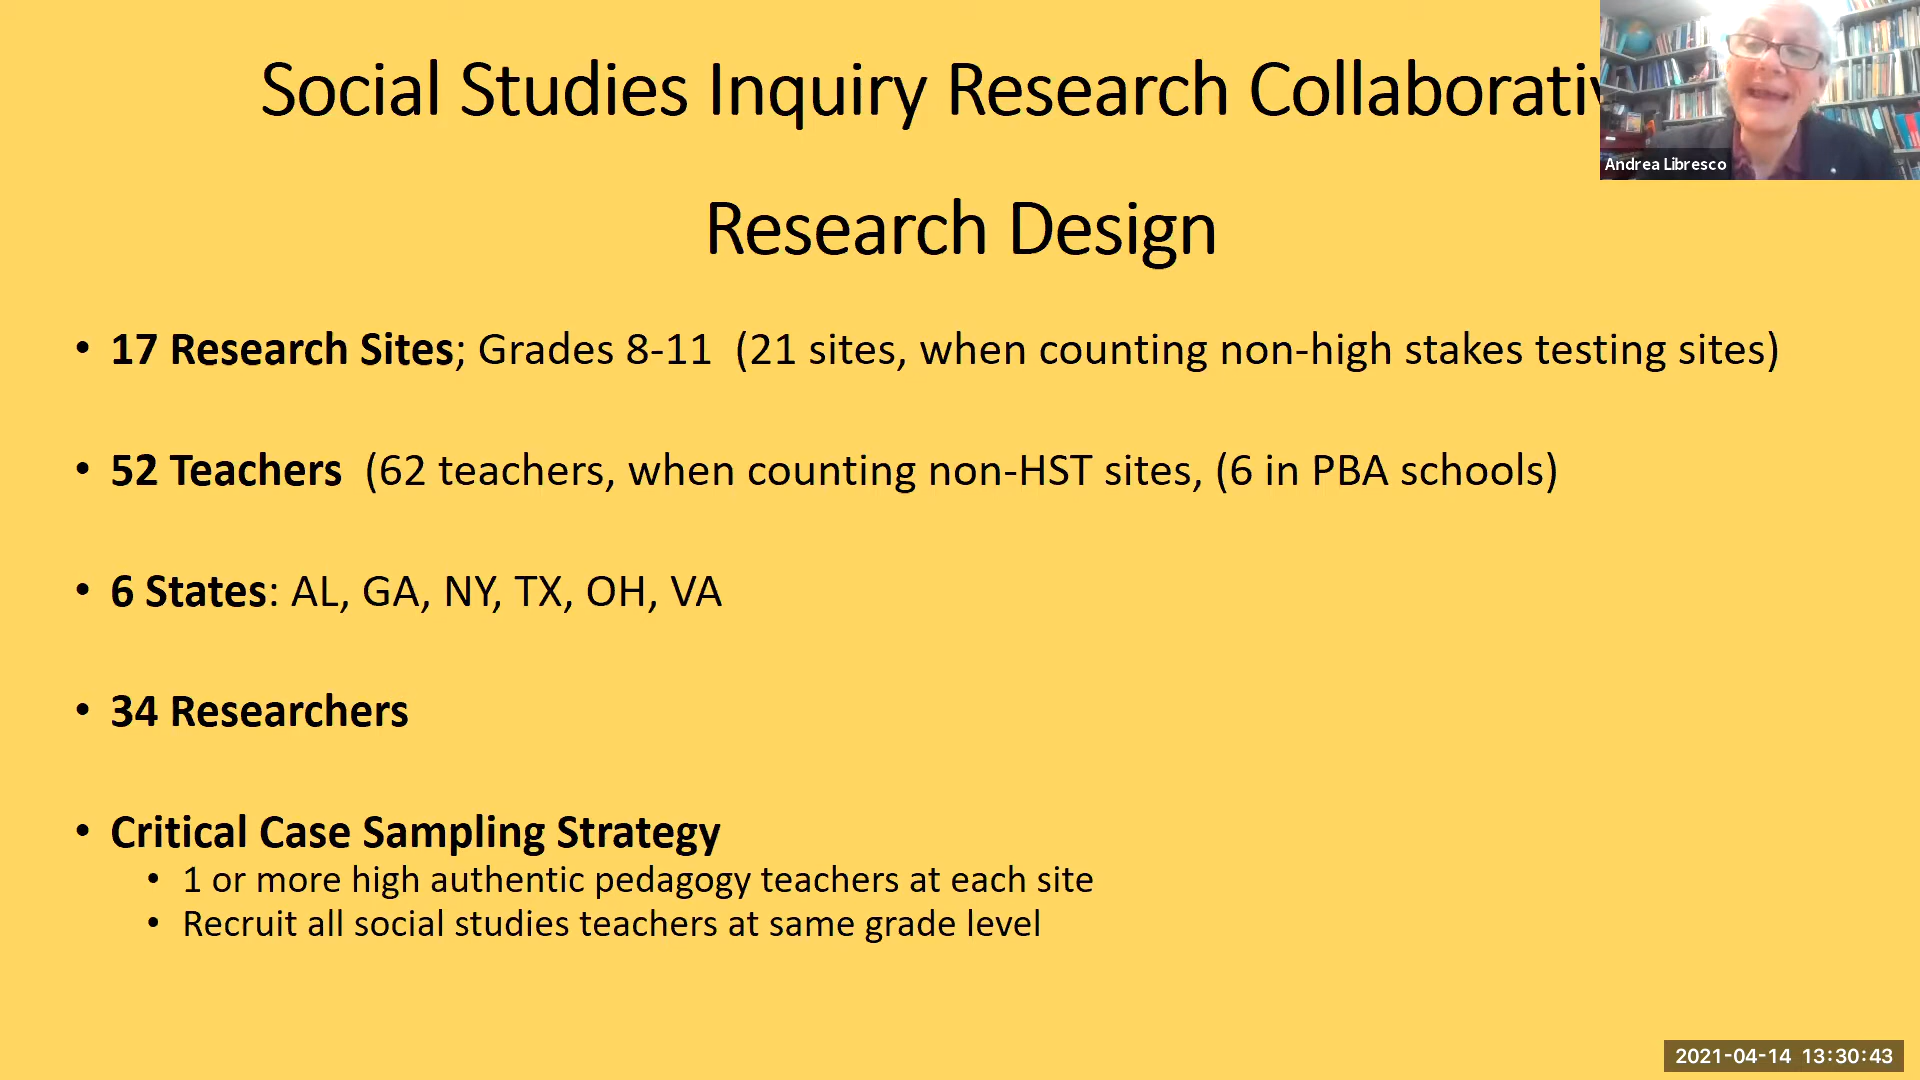 Social Studies Inquiry Research Collaborativ
Research Design
• 17 Research Sites; Grades 8-11 (21 sites, when counting non-high stakes testing sites)
• 52 Teachers (62 teachers, when counting non-HST sites, (6 in PBA schools)
• 6 States: AL, GA, NY, TX, OH, VA
• 34 Researchers
• Critical Case Sampling Strategy
• 1 or more high authentic pedagogy teachers at each site
• Recruit all social studies teachers at same grade level
Andrea Libresco
2021-04-14 13:30:43